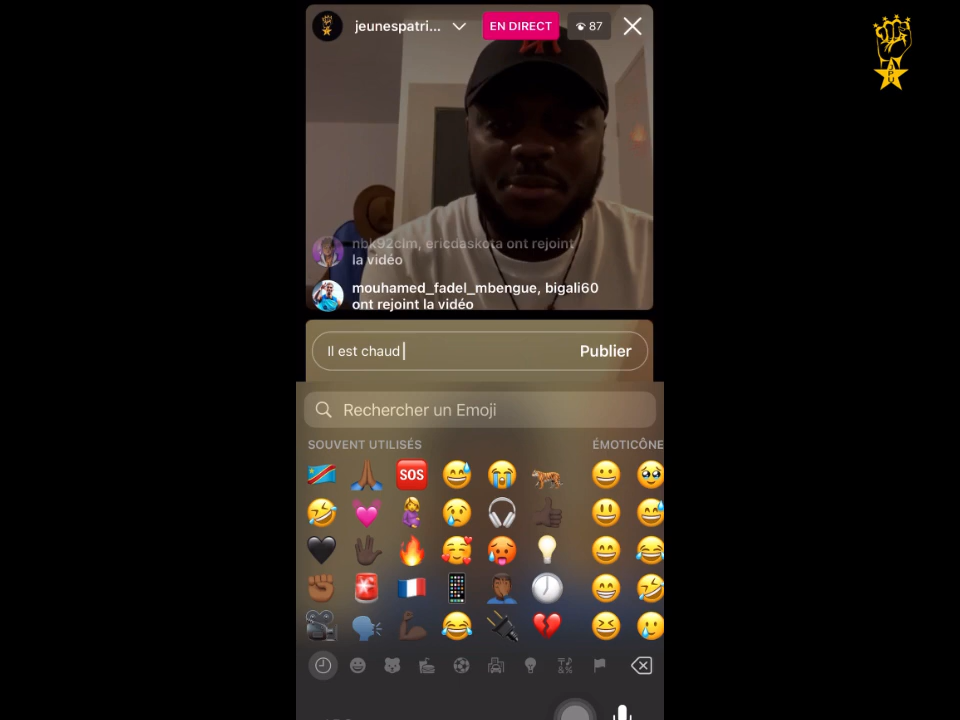 jeunespatri...
EN DIRECT
87
nbk92clm, ericdaskota ont rejoint
la vidéo
mouhamed_fadel_mbengue, bigali60
ont rejoint la vidéo
Il est chaud
Publier
Rechercher un Emoji
SOUVENT UTILISÉS
ÉMOTICÔNE
SOS
APU